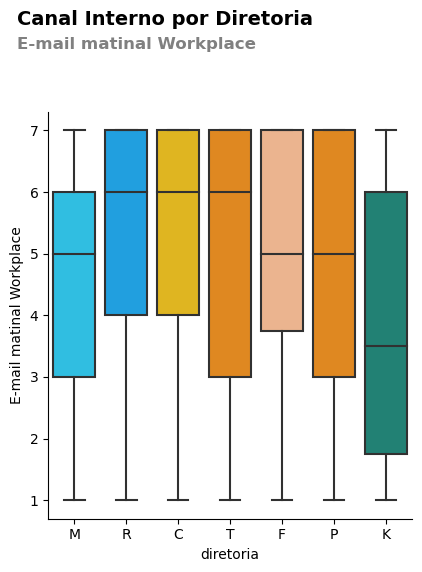 Canal Interno por Diretoria
E-mail matinal Workplace
7
6
5
4
3
2
1
E-mail matinal Workplace
M R C T F P K
diretoria